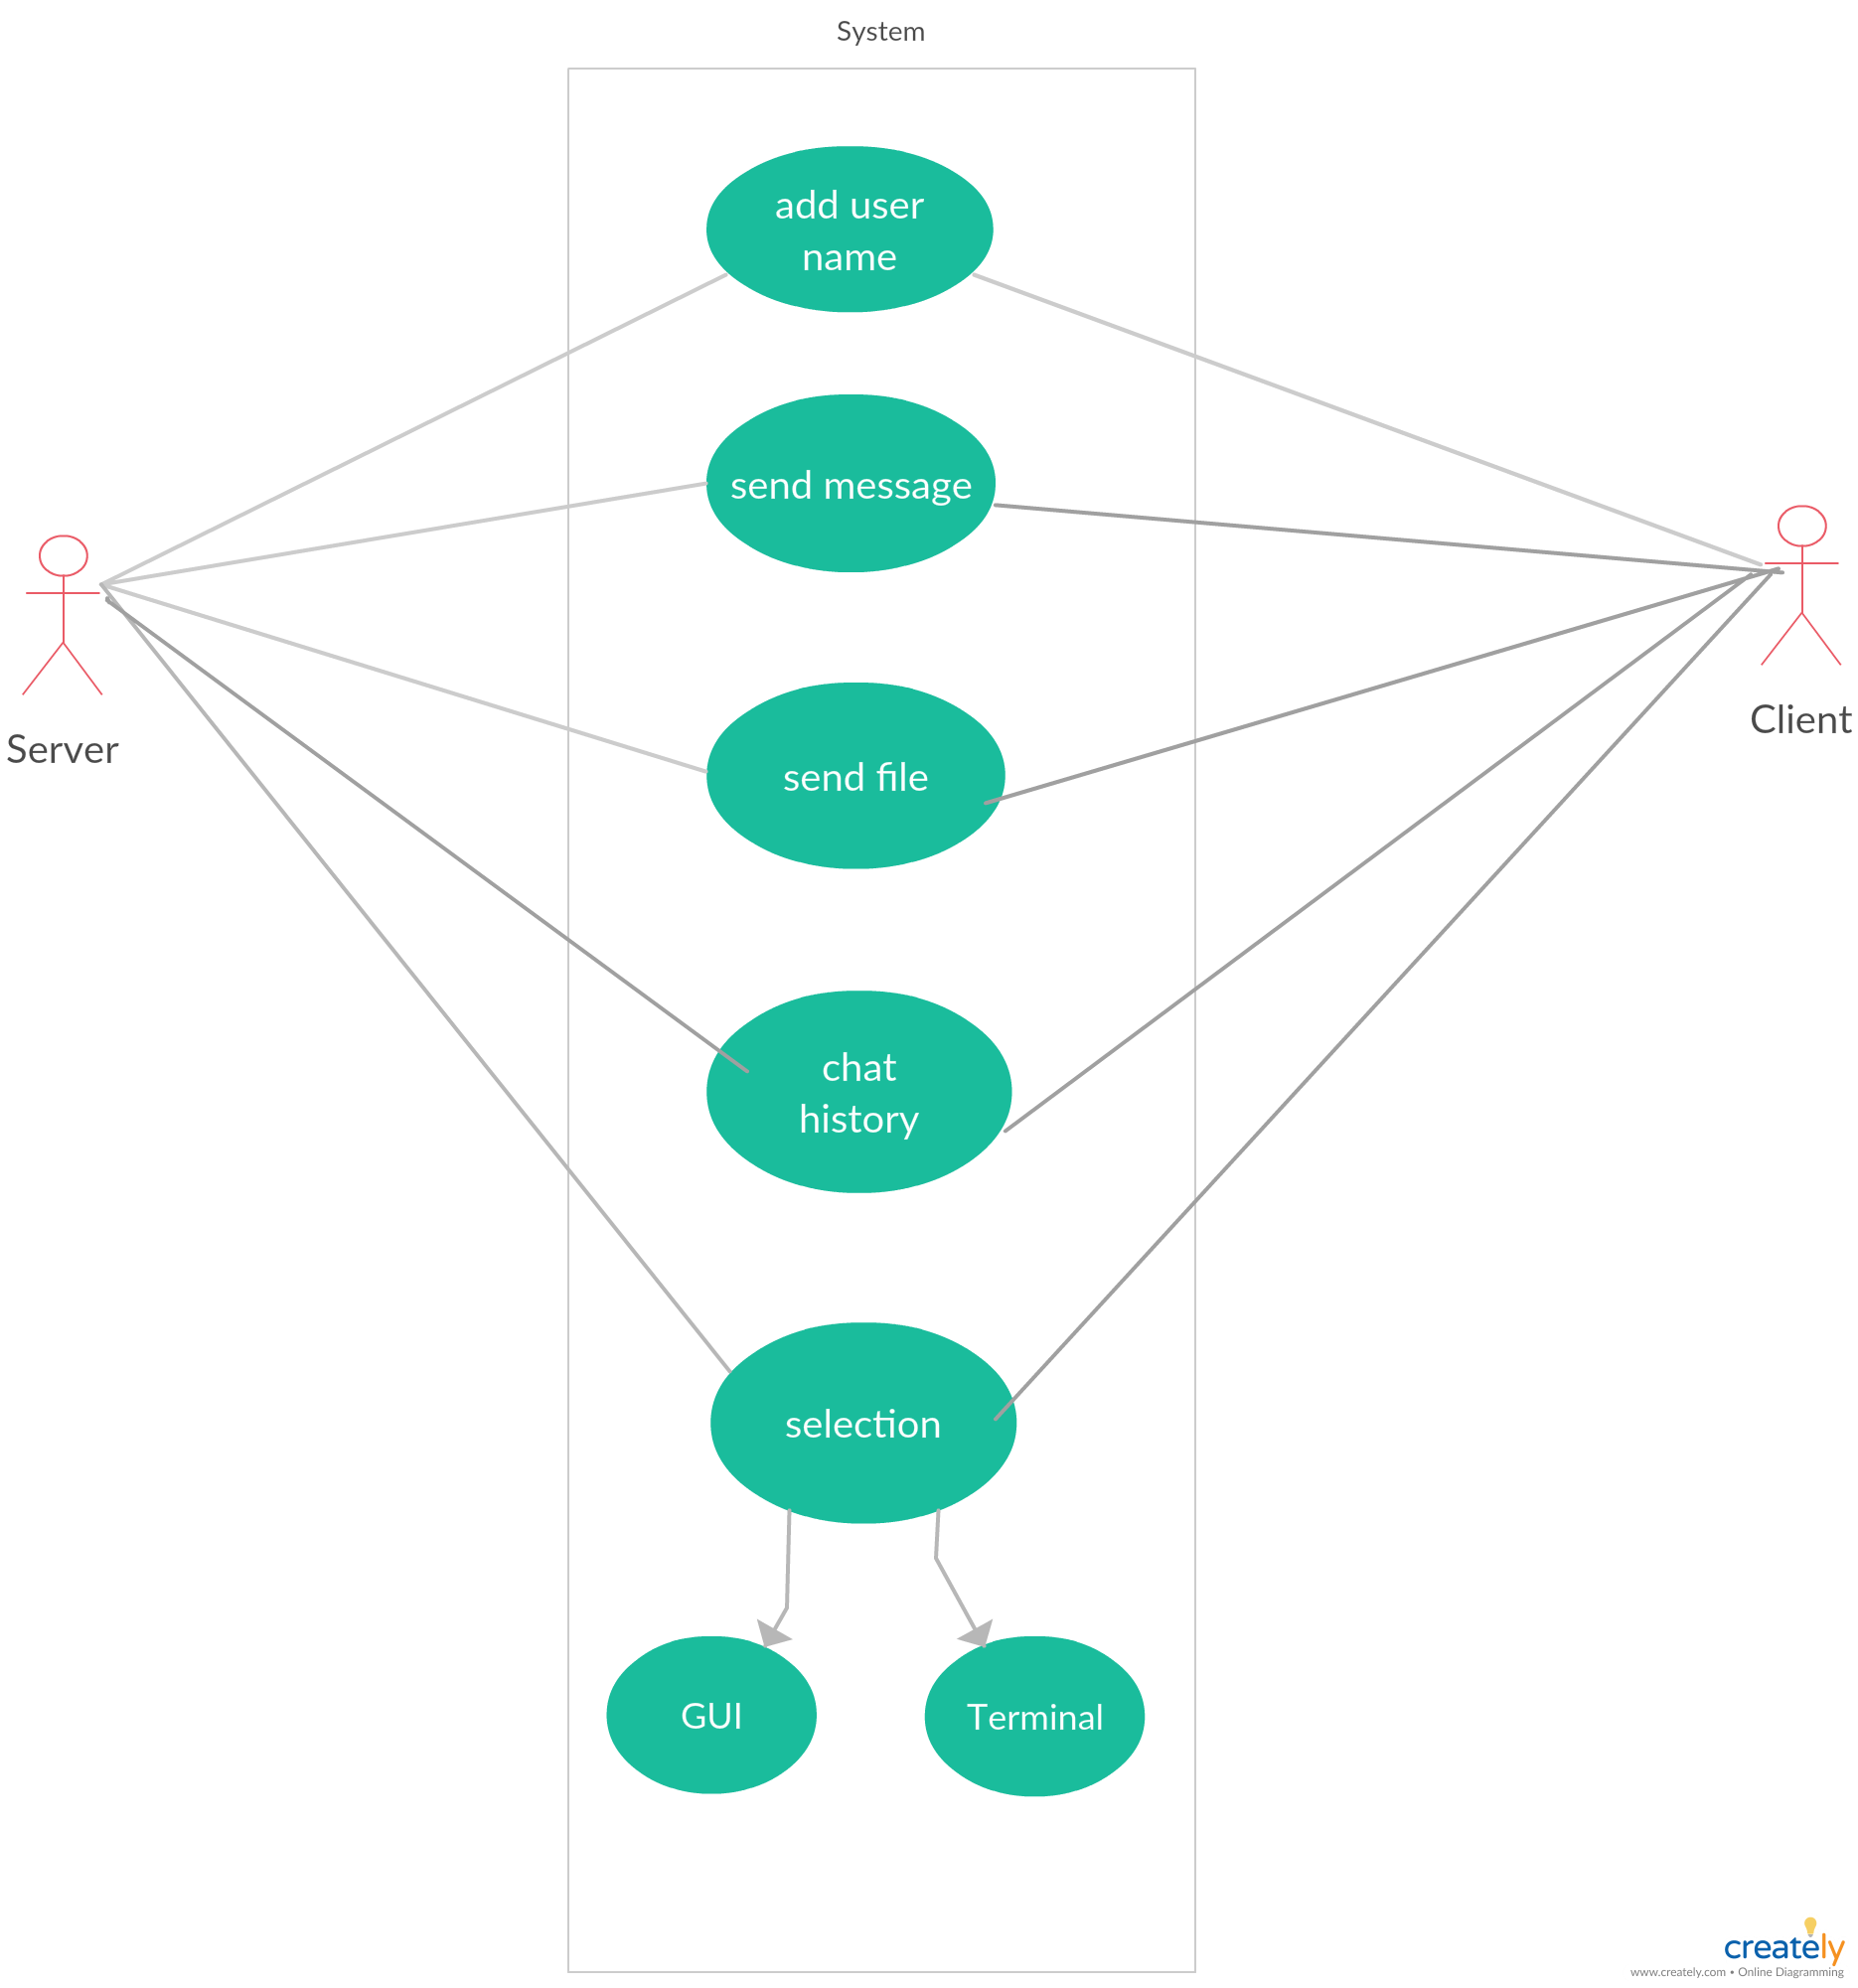 System
add user
name
send message
Server
Client
send file
chat
history
selection
GUI
Terminal
creately
www.creately.com • Online Diagramming